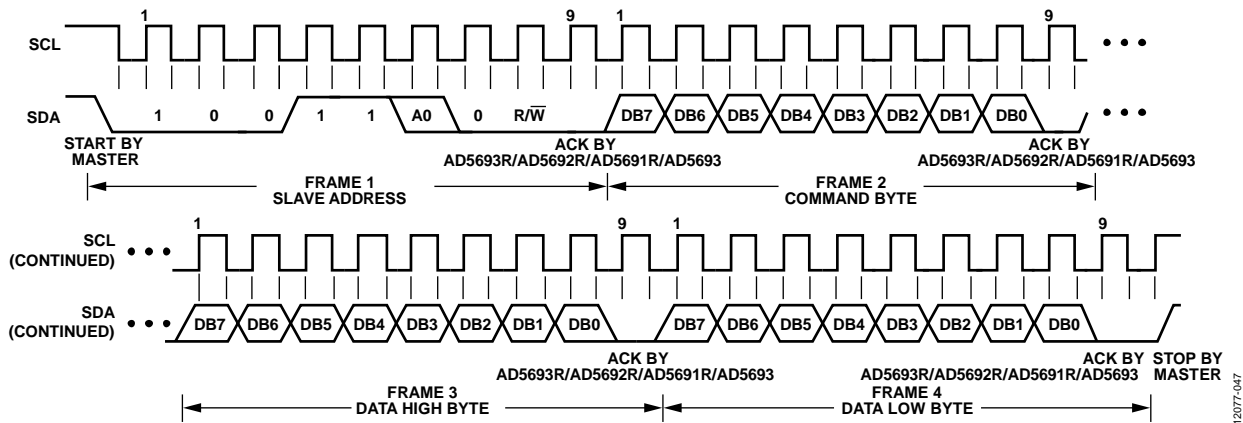 1 9 1 9
SCL
SDA 1 0 0 1 1 A0 0 R/W̅ DB7 DB6 DB5 DB4 DB3 DB2 DB1 DB0
START BY
MASTER
ACK BY
AD5693R/AD5692R/AD5691R/AD5693
ACK BY
AD5693R/AD5692R/AD5691R/AD5693
FRAME 1
SLAVE ADDRESS
FRAME 2
COMMAND BYTE
1 9 1 9
SCL
(CONTINUED)
SDA
(CONTINUED)
DB7 DB6 DB5 DB4 DB3 DB2 DB1 DB0 DB7 DB6 DB5 DB4 DB3 DB2 DB1 DB0
ACK BY
AD5693R/AD5692R/AD5691R/AD5693
ACK BY
AD5693R/AD5692R/AD5691R/AD5693
STOP BY
MASTER
FRAME 3
DATA HIGH BYTE
FRAME 4
DATA LOW BYTE
12077-047